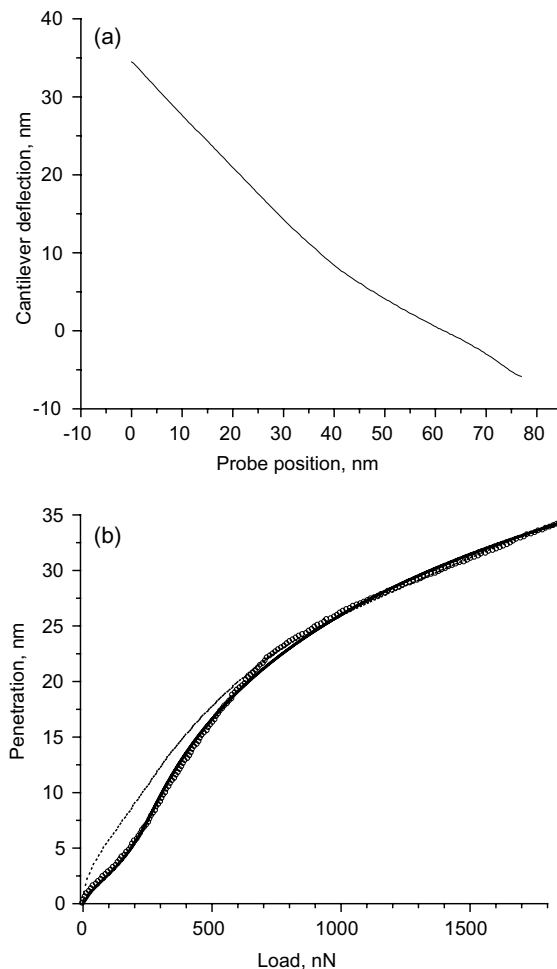 (a)
40
30
20
10
0
-10
Cantilever deflection, nm
-10 0 10 20 30 40 50 60 70 80
Probe position, nm
(b)
35
30
25
20
15
10
5
0
Penetration, nm
0 500 1000 1500
Load, nN